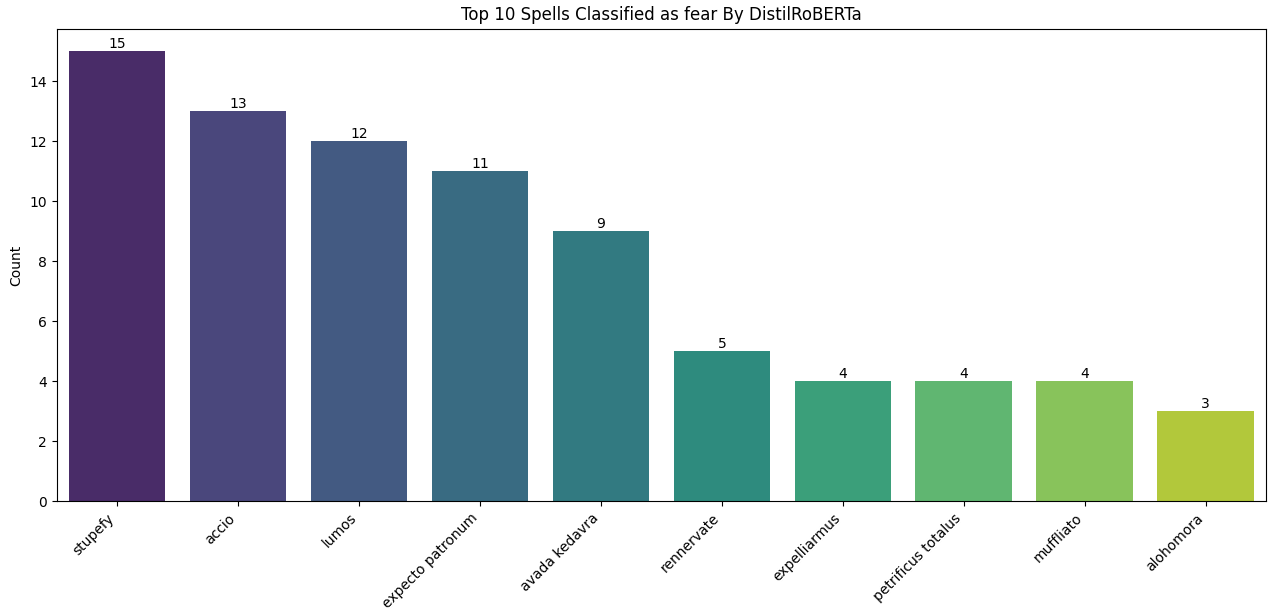 Top 10 Spells Classified as fear By DistilRoBERTa
15
13
12
11
9
5
4
4
4
3
Count
14
12
10
8
6
4
2
0
stupefy
accio
lumos
expecto patronum
avada kedavra
rennervate
expelliarmus
petrificus totalus
muffliato
alohomora